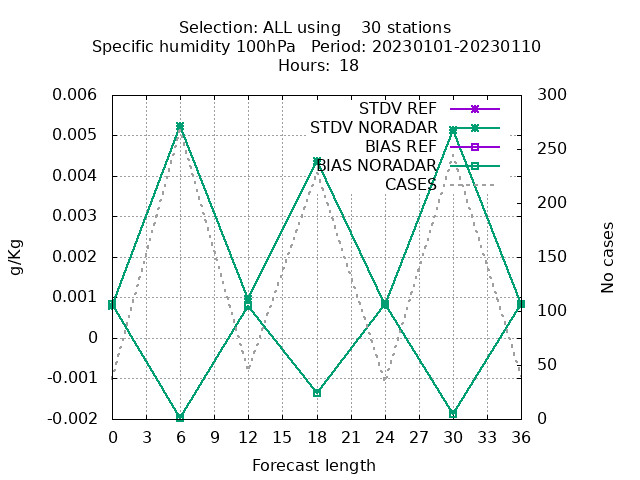 Selection: ALL using    30 stations
Specific humidity 100hPa   Period: 20230101-20230110
Hours: 18
STDV REF
STDV NORADAR
BIAS REF
BIAS NORADAR
CASES
0.006
0.005
0.004
0.003
0.002
0.001
0
-0.001
-0.002
g/Kg
300
250
200
150
100
50
0
No cases
0 3 6 9 12 15 18 21 24 27 30 33 36
Forecast length